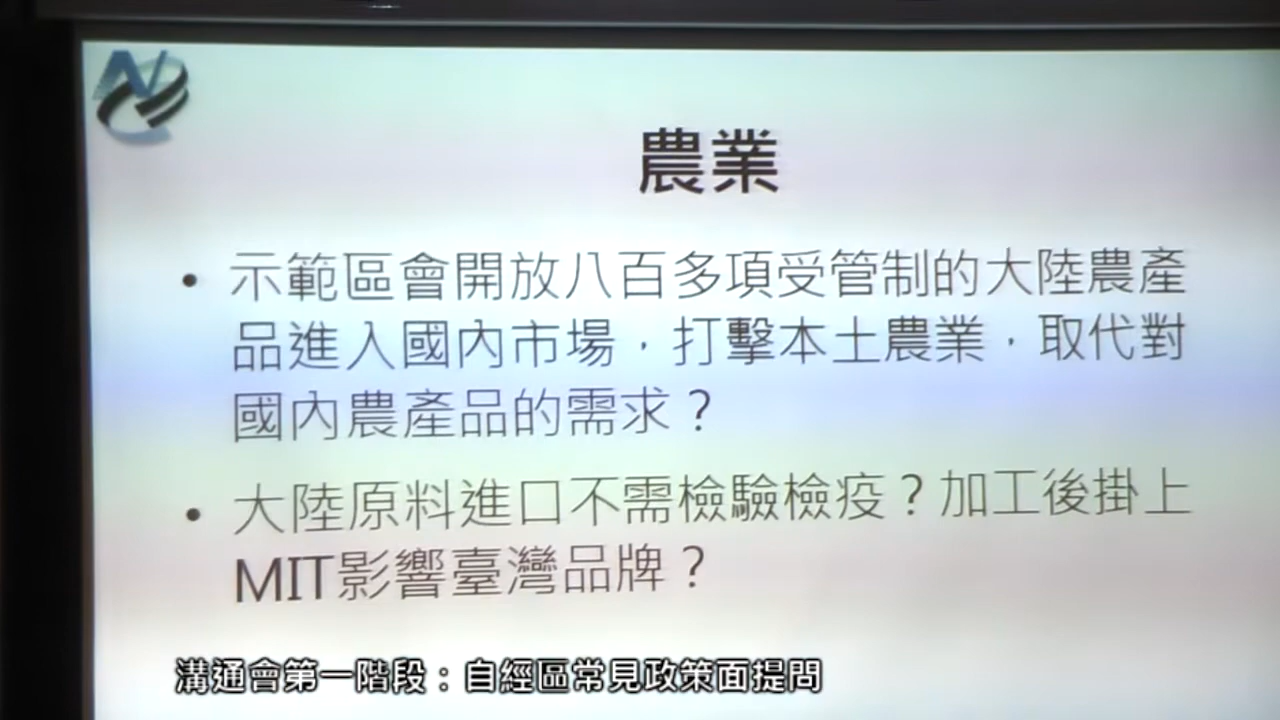 農業
• 示範區會開放八百多項受管制的大陸農產
品進入國內市場，打擊本土農業，取代對
國內農產品的需求？
• 大陸原料進口不需檢驗檢疫？加工後掛上
MIT影響臺灣品牌？
溝通會第一階段：自經區常見政策面提問